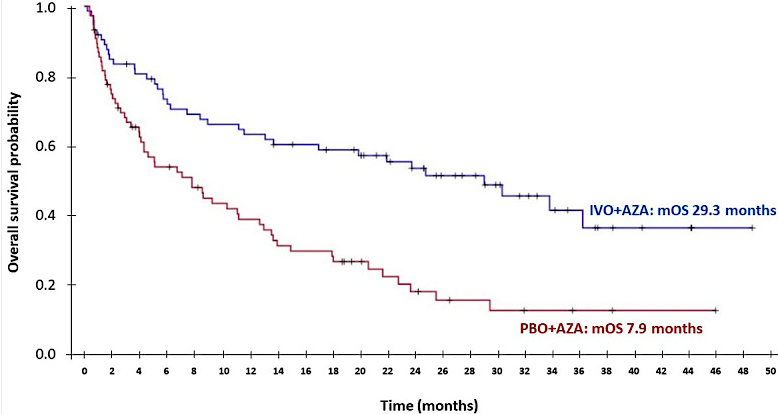 1.0
0.8
0.6
0.4
0.2
0.0
Overall survival probability
IVO+AZA: mOS 29.3 months
PBO+AZA: mOS 7.9 months
0 2 4 6 8 10 12 14 16 18 20 22 24 26 28 30 32 34 36 38 40 42 44 46 48 50
Time (months)